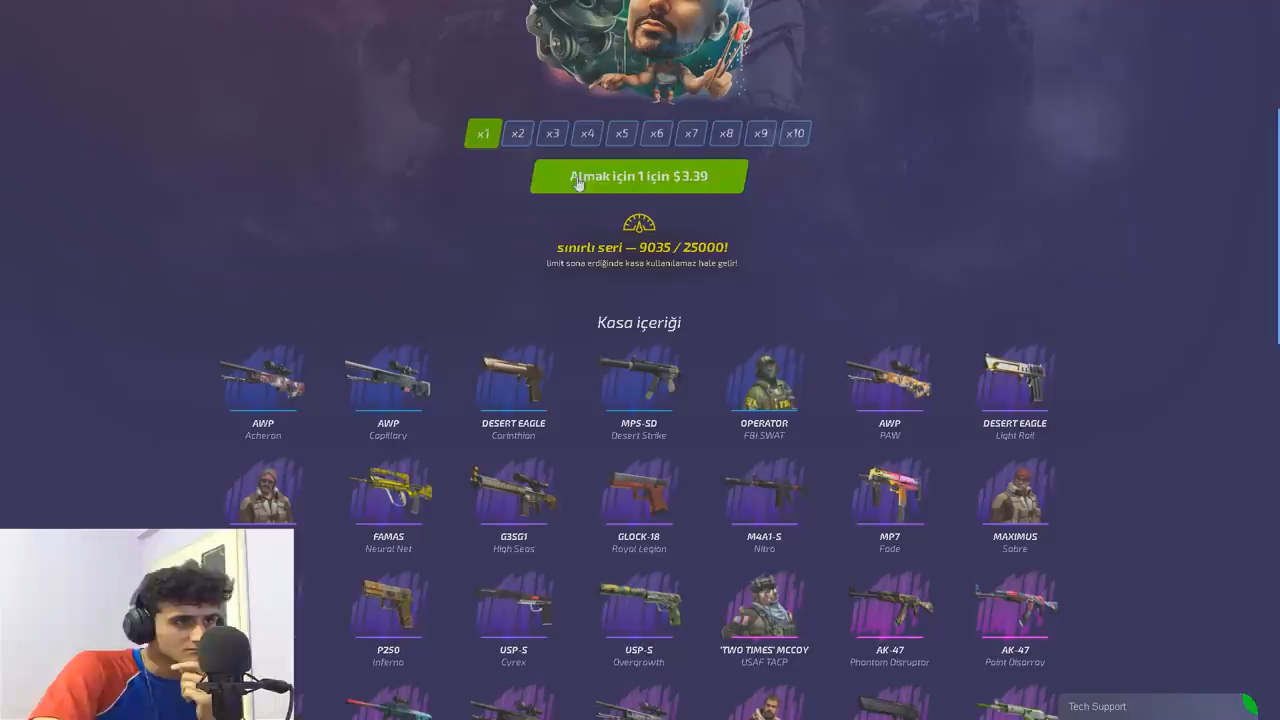 x1 x2 x3 x4 x5 x6 x7 x8 x9 x10
Almak için 1 için $3.39
sınırlı seri — 9035 / 25000!
limit sona erdiğinde kasa kullanılamaz hale gelir!
Kasa içeriği
AWP AWP DESERT EAGLE MP5-SD OPERATOR AWP DESERT EAGLE
Acheron Capillary Corinthian Desert Strike FBI SWAT PAW Light Rail
FAMAS G3SG1 GLOCK-18 M4A1-S MP7 MAXIMUS
Neural Net High Seas Royal Legion Nitro Fade Sabre
P250 USP-S USP-S 'TWO TIMES' MCCOY AK-47 AK-47
Inferno Cyrex Overgrowth USAF TACP Phantom Disruptor Point Disarray
Tech Support